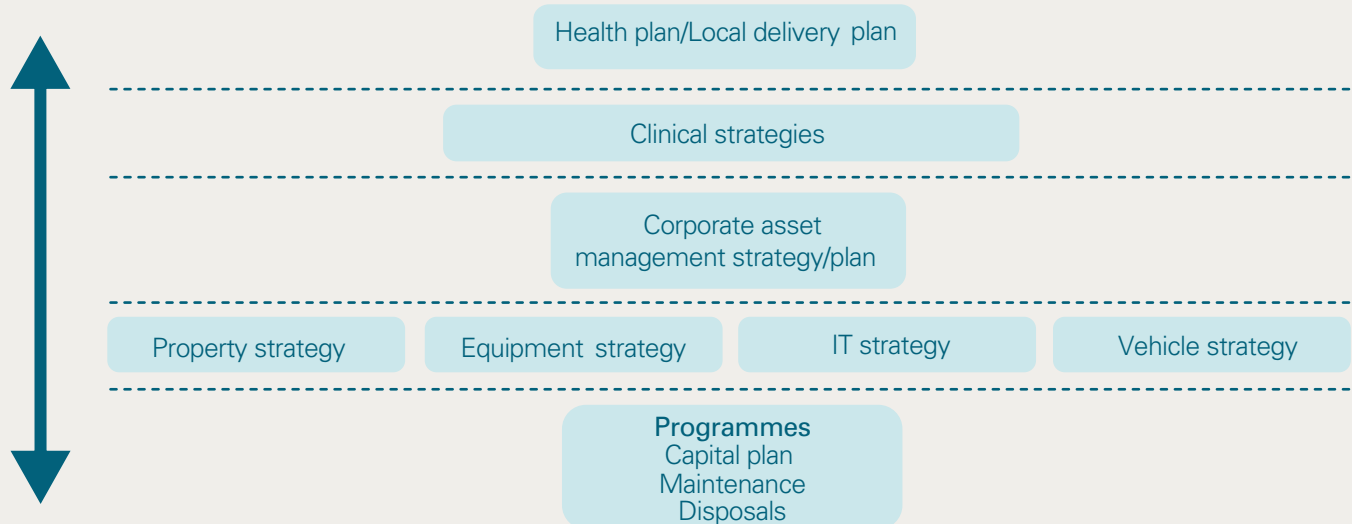 Health plan/Local delivery plan
Clinical strategies
Corporate asset
management strategy/plan
Property strategy
Equipment strategy
IT strategy
Vehicle strategy
Programmes
Capital plan
Maintenance
Disposals